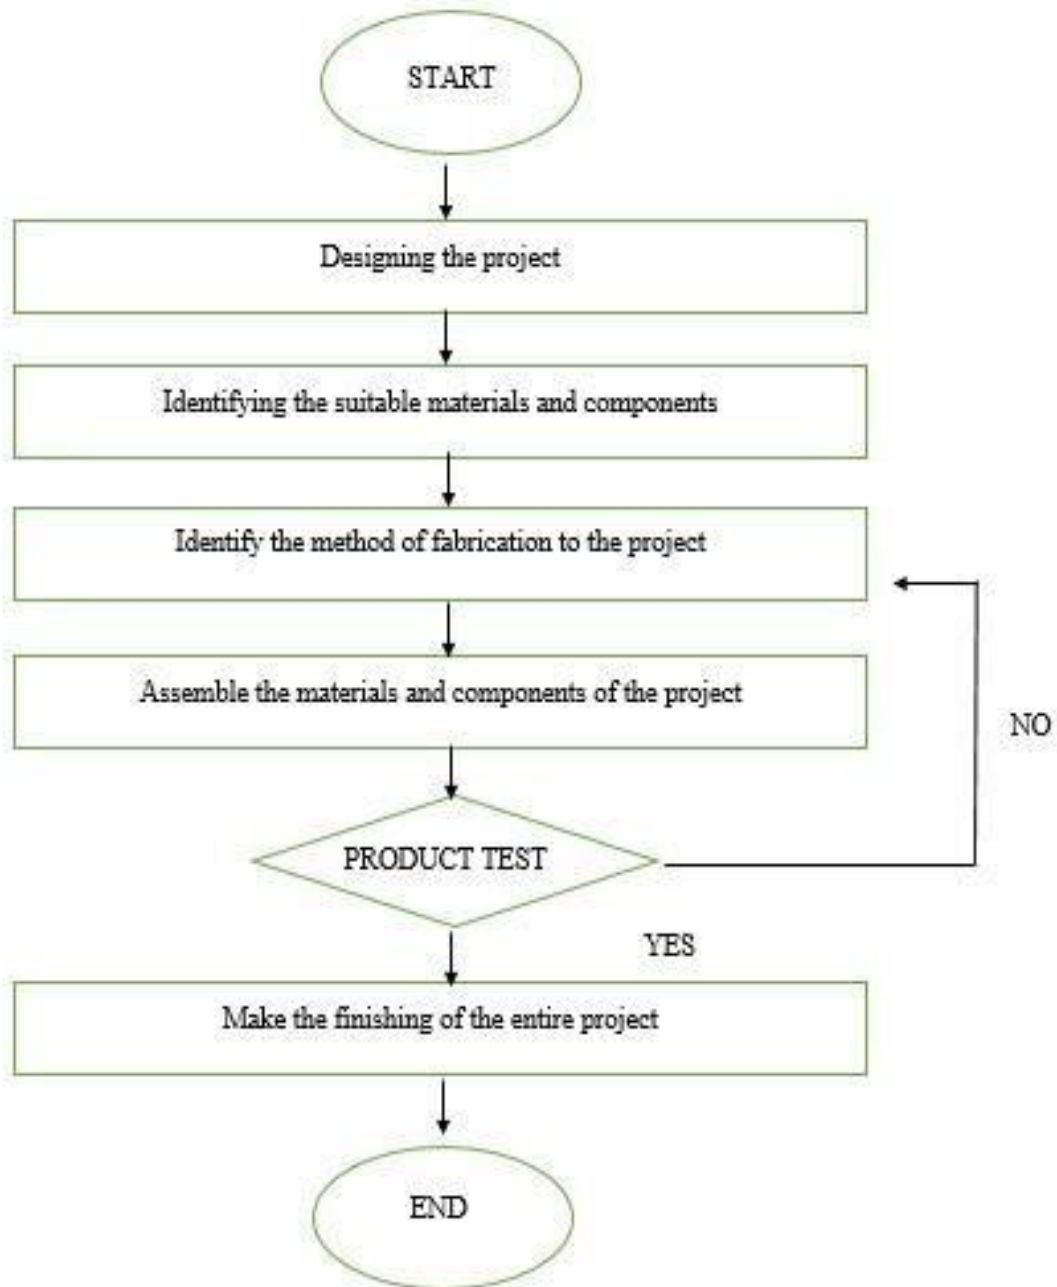 START
Designing the project
Identifying the suitable materials and components
Identify the method of fabrication to the project
Assemble the materials and components of the project
NO
PRODUCT TEST
YES
Make the finishing of the entire project
END